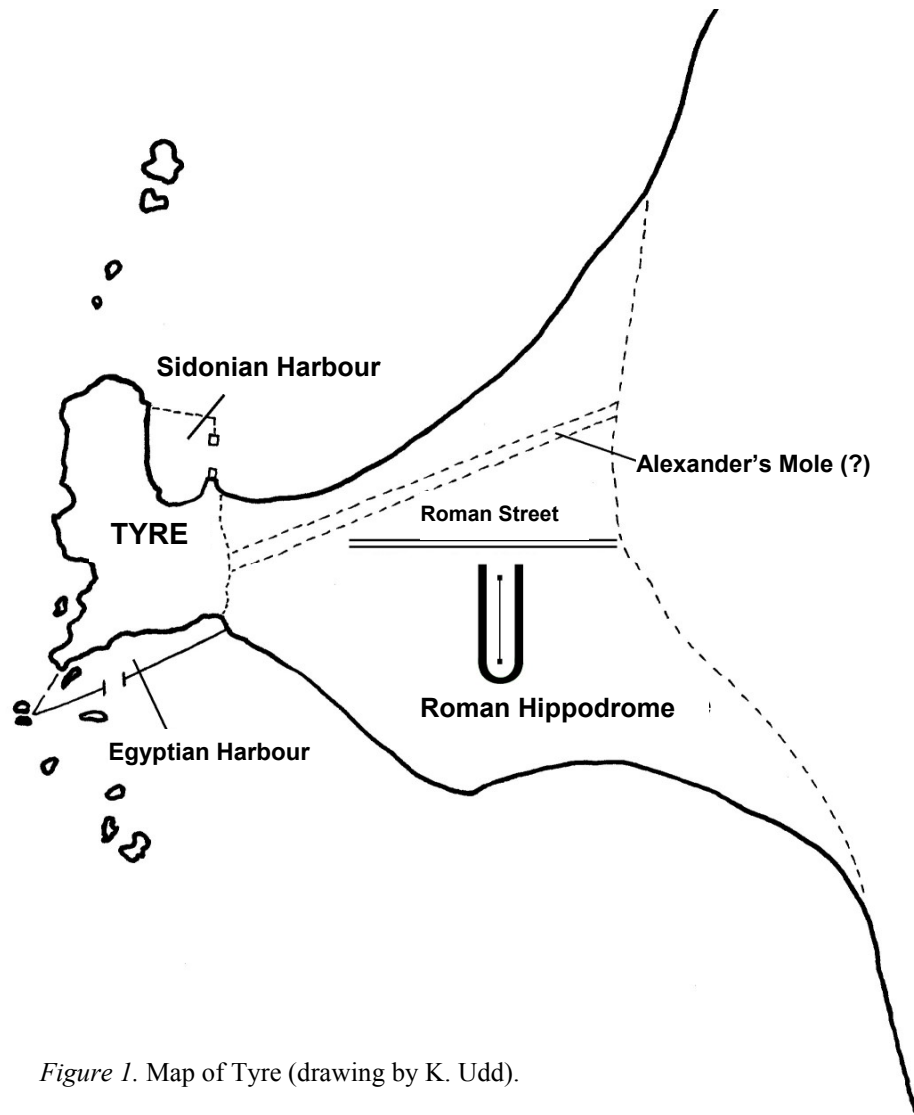 Sidonian Harbour
Alexander’s Mole (?)
Roman Street
TYRE
Roman Hippodrome
Egyptian Harbour
Figure 1. Map of Tyre (drawing by K. Udd).